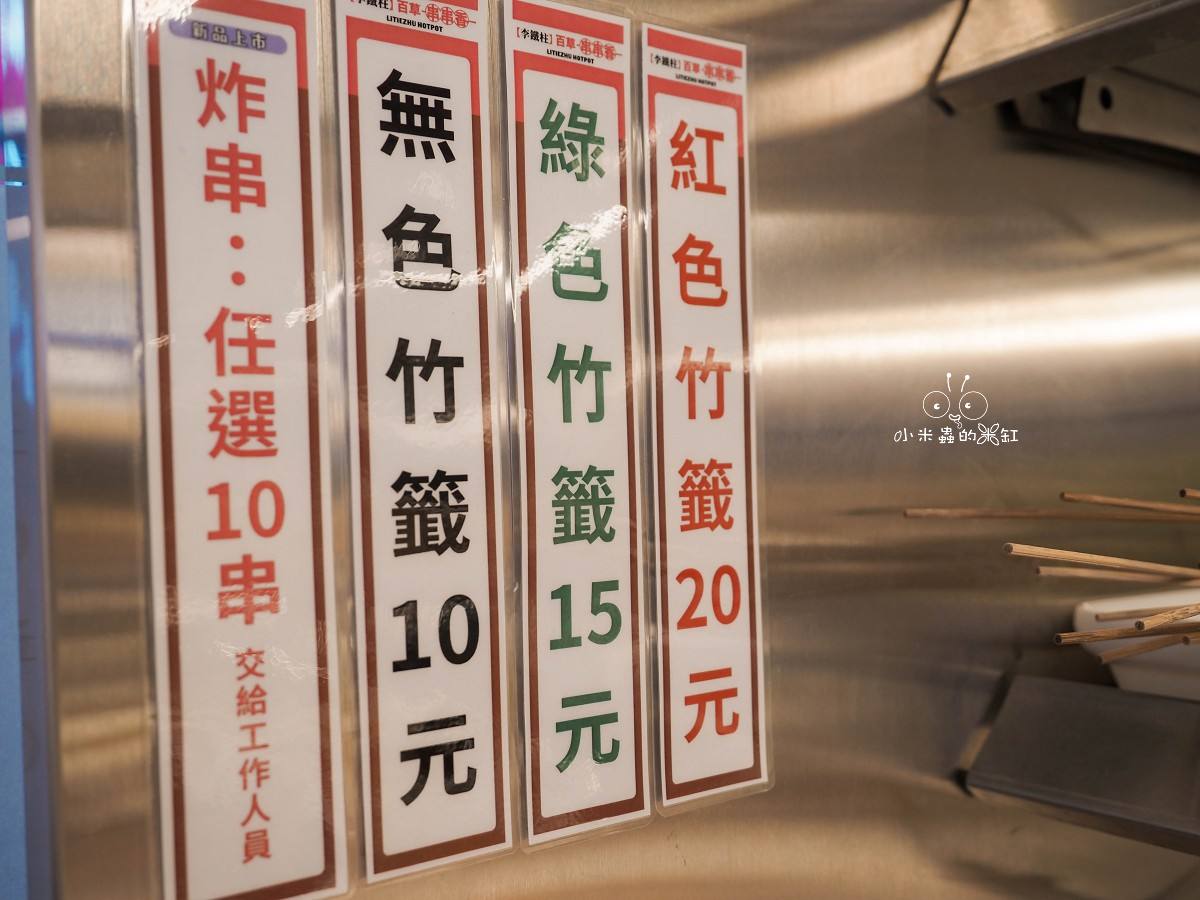 新品上市
炸串：任選10串 交給工作人員
【李鐵柱】百草-串串香
LITIEZHU HOTPOT
無色竹籤10元
【李鐵柱】百草-串串香
LITIEZHU HOTPOT
綠色竹籤15元
【李鐵柱】百草-串串香
LITIEZHU HOTPOT
紅色竹籤20元
小米蟲的米缸